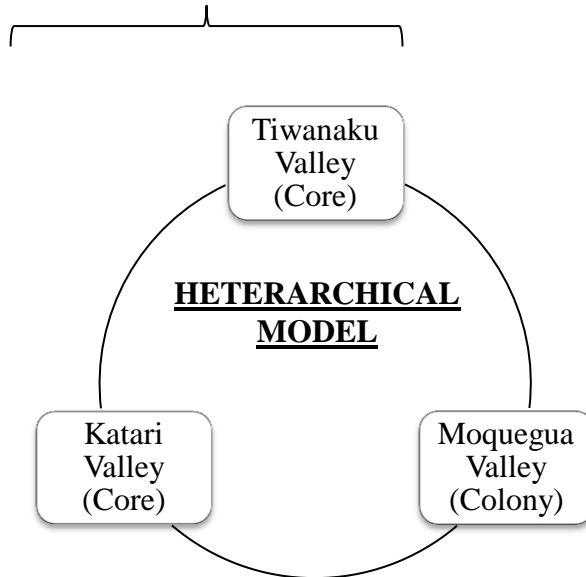 Tiwanaku
Valley
(Core)
HETERARCHICAL
MODEL
Katari
Valley
(Core)
Moquegua
Valley
(Colony)